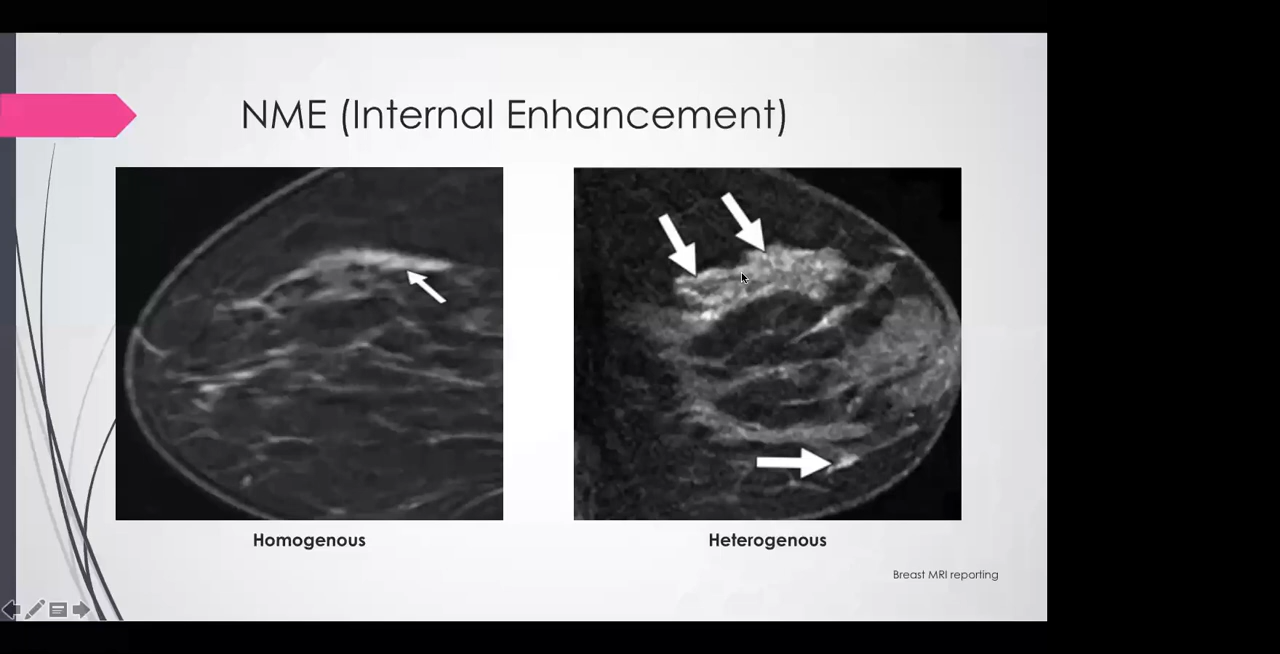 NME (Internal Enhancement)
Homogenous
Heterogenous
Breast MRI reporting